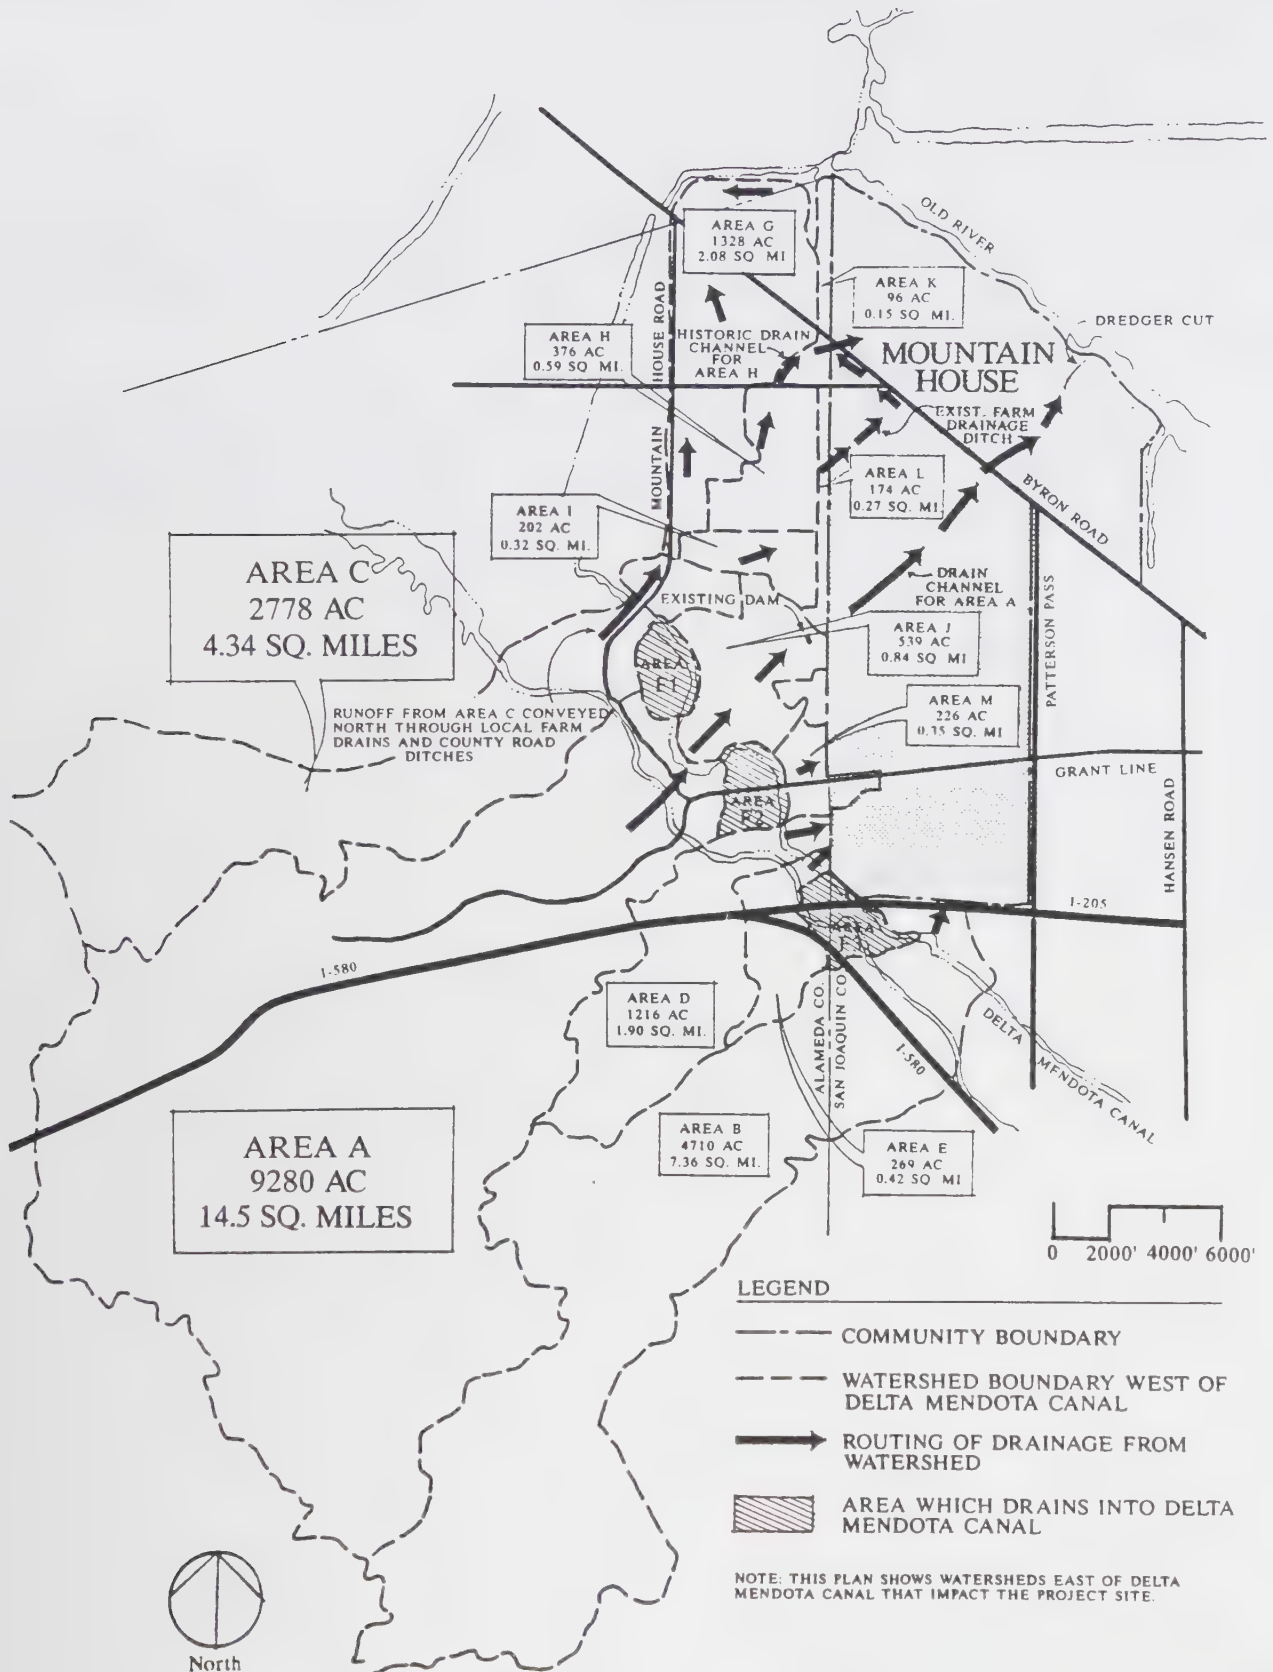 OLD RIVER
AREA G
1328 AC
2.08 SQ MI
AREA K
96 AC
0.15 SQ. MI.
DREDGER CUT
AREA H
376 AC
0.59 SQ. MI.
MOUNTAIN HOUSE ROAD
HISTORIC DRAIN
CHANNEL
FOR
AREA H
MOUNTAIN
HOUSE
EXIST. FARM
DRAINAGE
DITCH
AREA L
174 AC
0.27 SQ. MI.
BYRON ROAD
AREA I
202 AC
0.32 SQ. MI.
AREA C
2778 AC
4.34 SQ. MILES
EXISTING DAM
DRAIN
CHANNEL
FOR AREA A
AREA J
539 AC
0.84 SQ MI
PATTERSON PASS
AREA
F1
AREA M
226 AC
0.35 SQ MI
RUNOFF FROM AREA C CONVEYED
NORTH THROUGH LOCAL FARM
DRAINS AND COUNTY ROAD
DITCHES
GRANT LINE
HANSEN ROAD
AREA
F2
I-205
AREA
F
I-580
AREA D
1216 AC
1.90 SQ. MI.
ALAMEDA CO.
SAN JOAQUIN CO.
I-580
DELTA MENDOTA CANAL
AREA B
4710 AC
7.36 SQ. MI.
AREA E
269 AC
0.42 SQ MI
AREA A
9280 AC
14.5 SQ. MILES
0 2000' 4000' 6000'
LEGEND
COMMUNITY BOUNDARY
WATERSHED BOUNDARY WEST OF
DELTA MENDOTA CANAL
ROUTING OF DRAINAGE FROM
WATERSHED
AREA WHICH DRAINS INTO DELTA
MENDOTA CANAL
NOTE: THIS PLAN SHOWS WATERSHEDS EAST OF DELTA
MENDOTA CANAL THAT IMPACT THE PROJECT SITE.
North